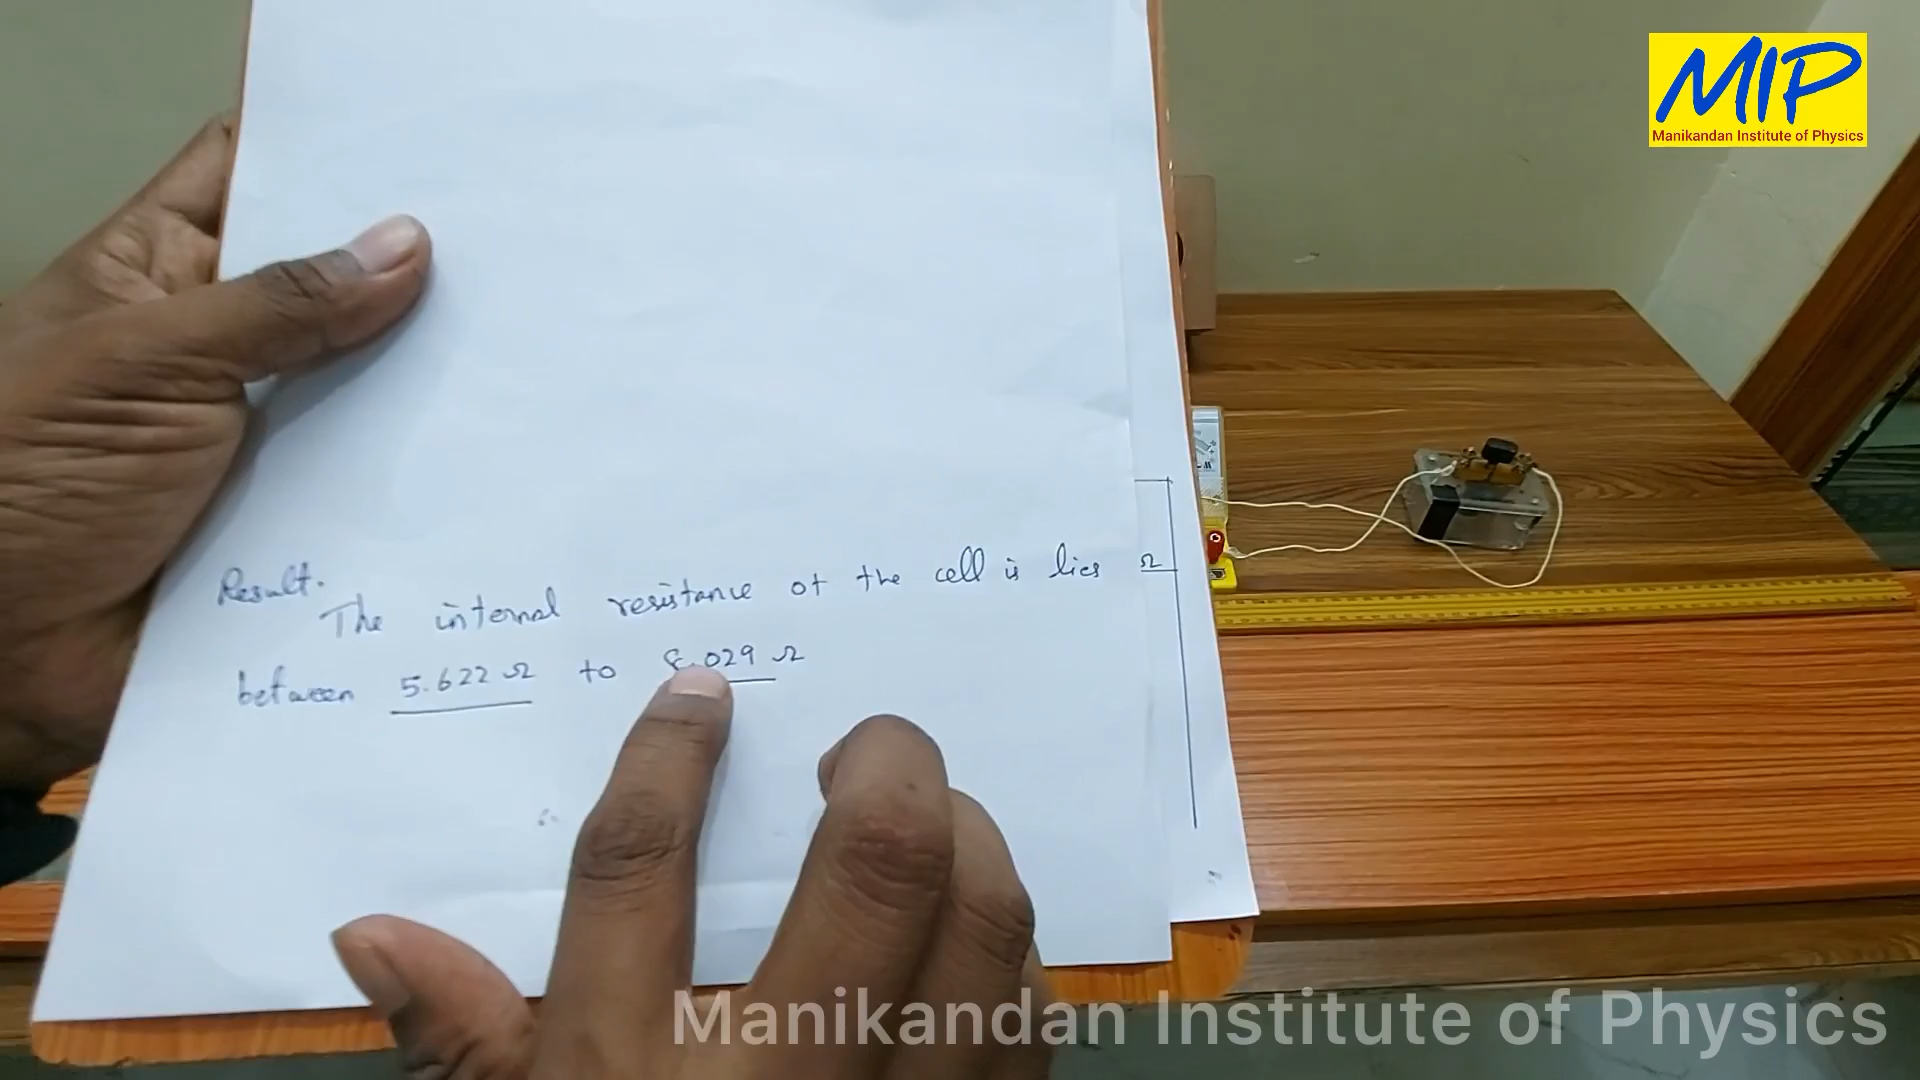 MIP
Manikandan Institute of Physics
Result.
The internal resistance of the cell is lies Ω
between 5.622 Ω to 8.029 Ω
Manikandan Institute of Physics